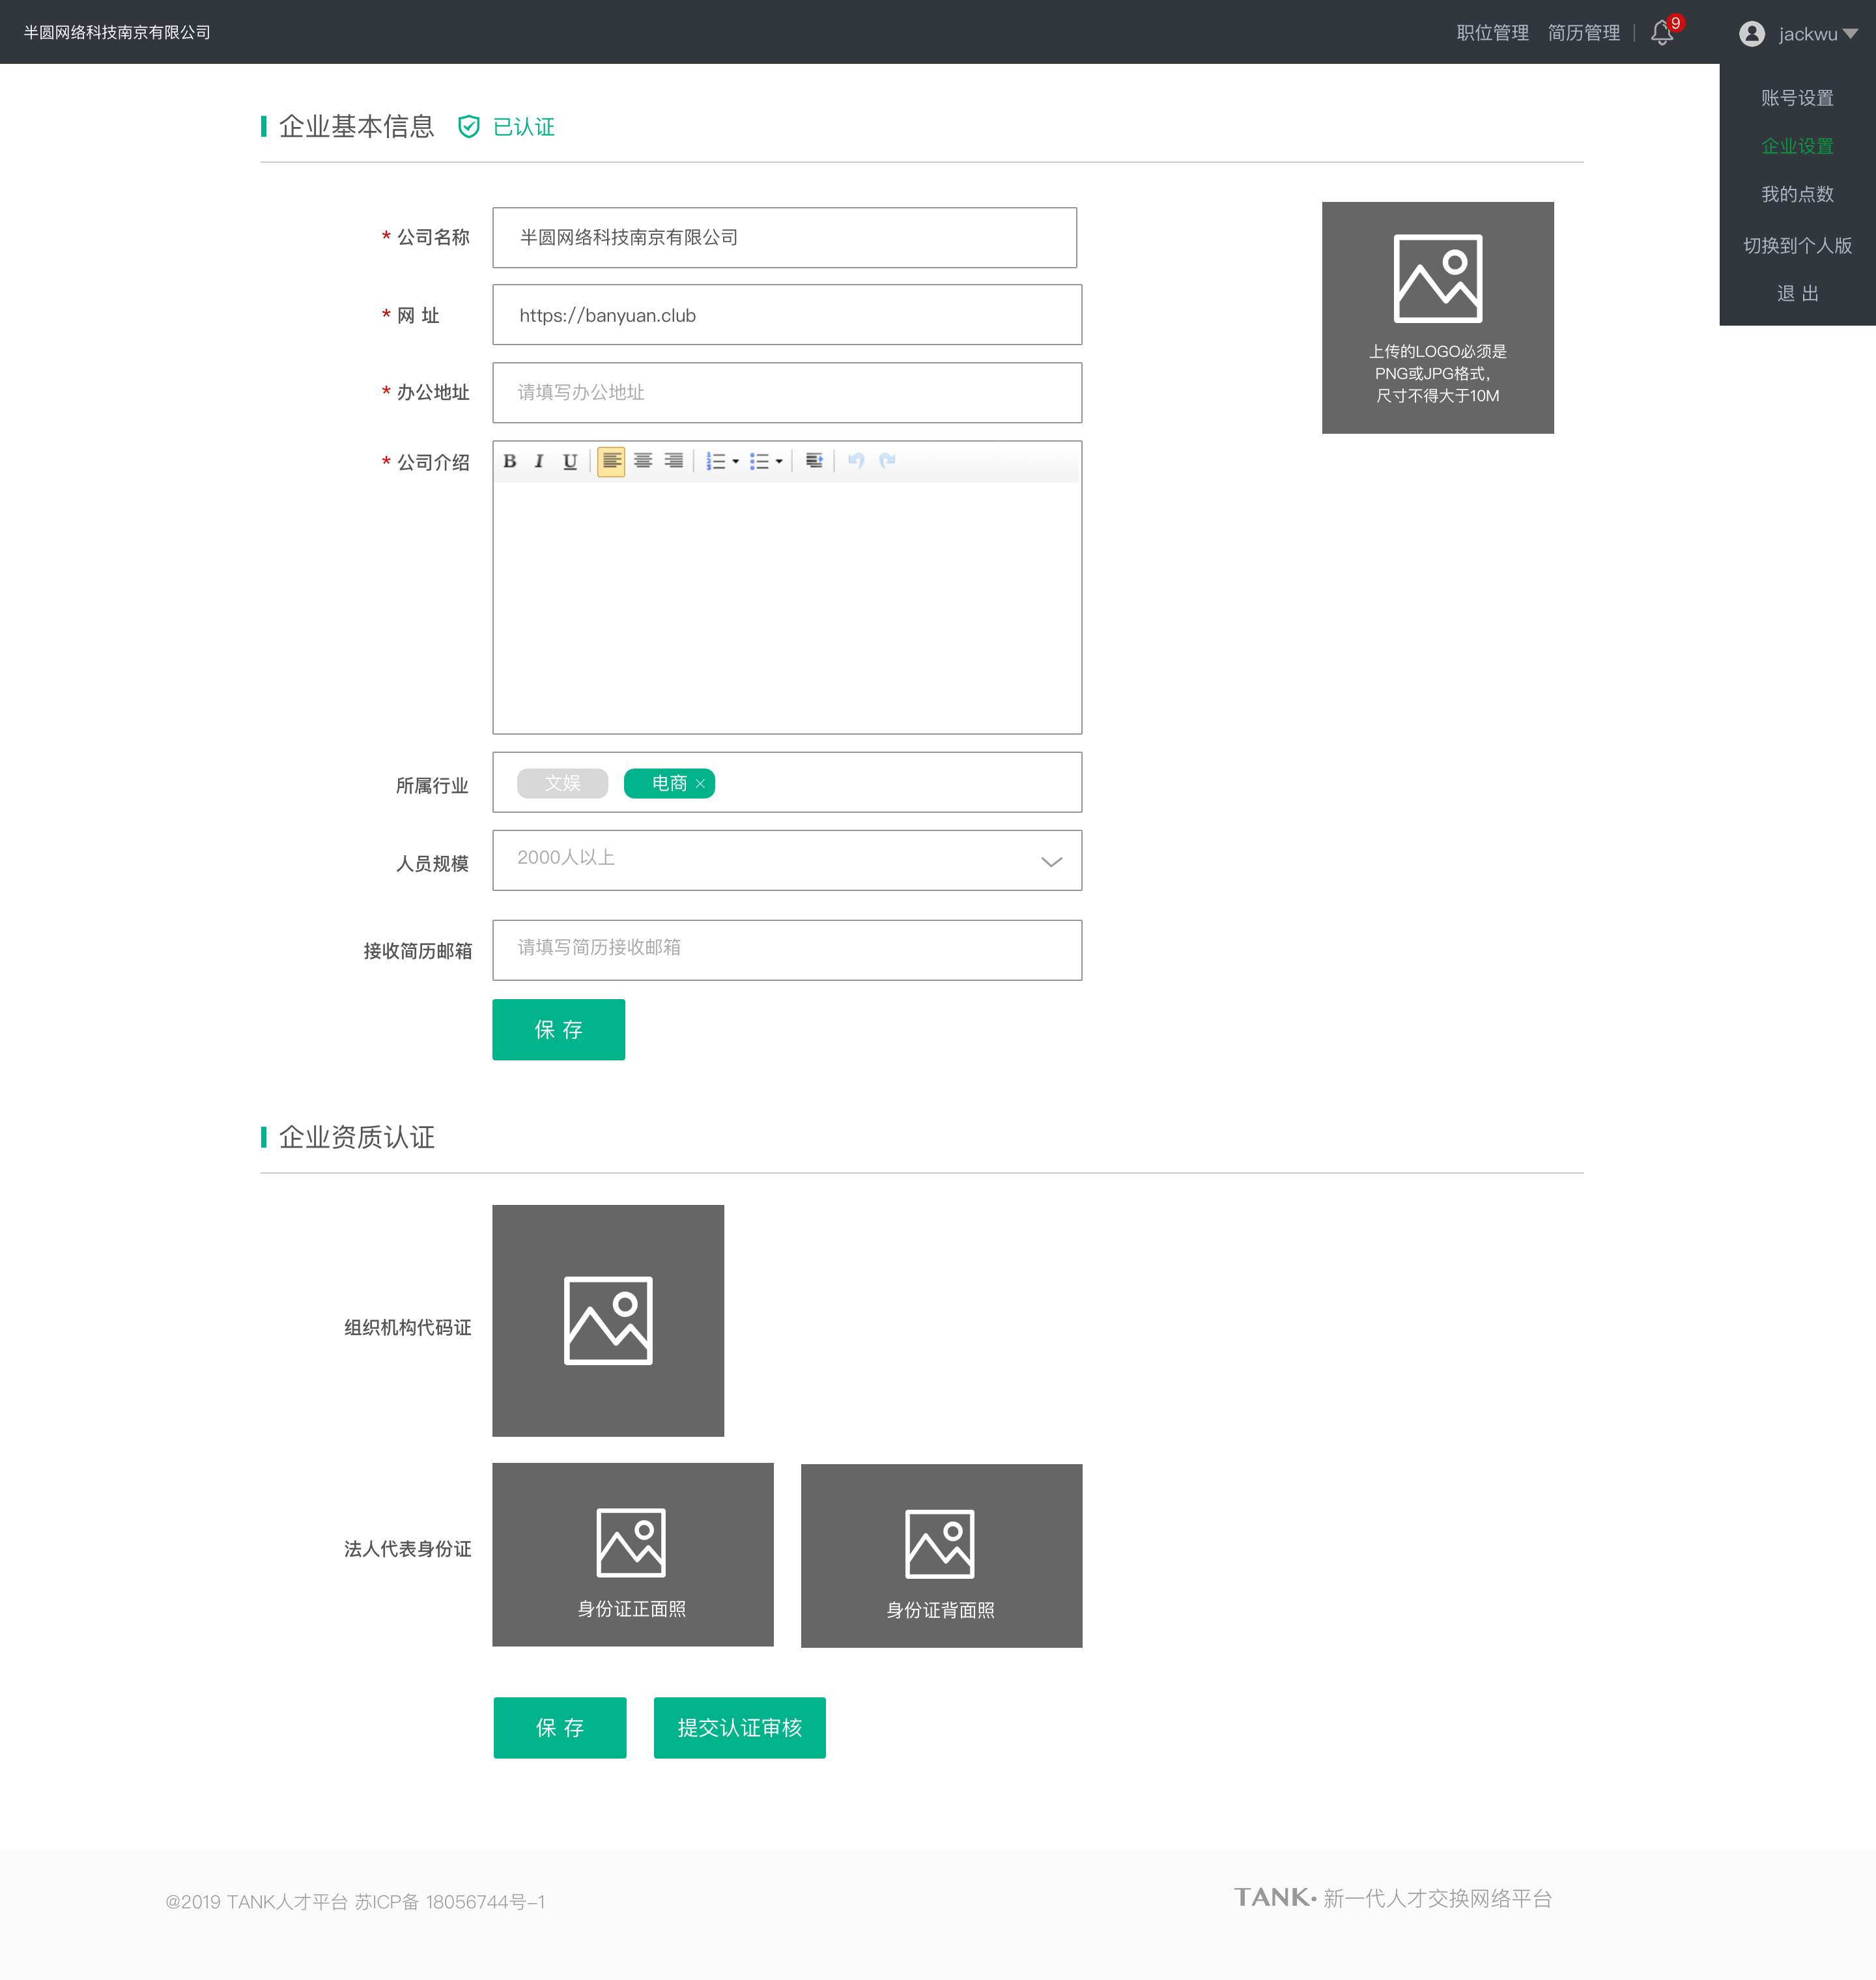 半圆网络科技南京有限公司
职位管理 简历管理 9 jackwu
账号设置
企业设置
我的点数
切换到个人版
退 出
企业基本信息 已认证
* 公司名称 半圆网络科技南京有限公司
* 网 址 https://banyuan.club
* 办公地址 请填写办公地址
上传的LOGO必须是
PNG或JPG格式，
尺寸不得大于10M
* 公司介绍 B I U
所属行业 文娱 电商 ×
人员规模 2000人以上
接收简历邮箱 请填写简历接收邮箱
保 存
企业资质认证
组织机构代码证
法人代表身份证
身份证正面照 身份证背面照
保 存 提交认证审核
@2019 TANK人才平台 苏ICP备 18056744号-1
TANK· 新一代人才交换网络平台